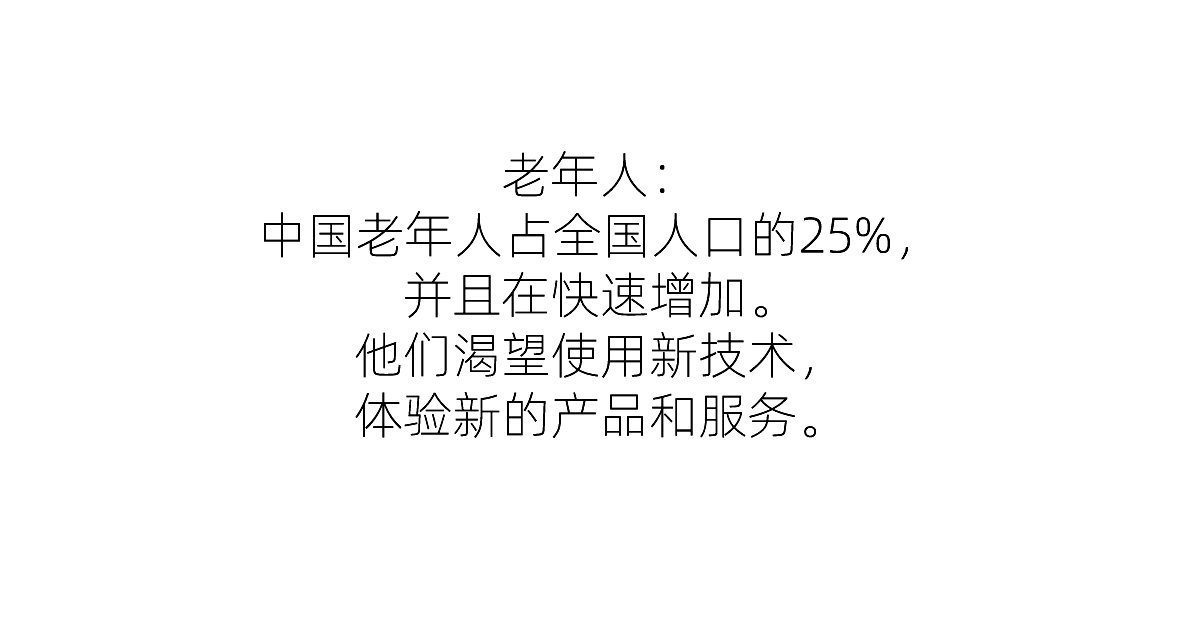 老年人：
中国老年人占全国人口的25%，
并且在快速增加。
他们渴望使用新技术，
体验新的产品和服务。